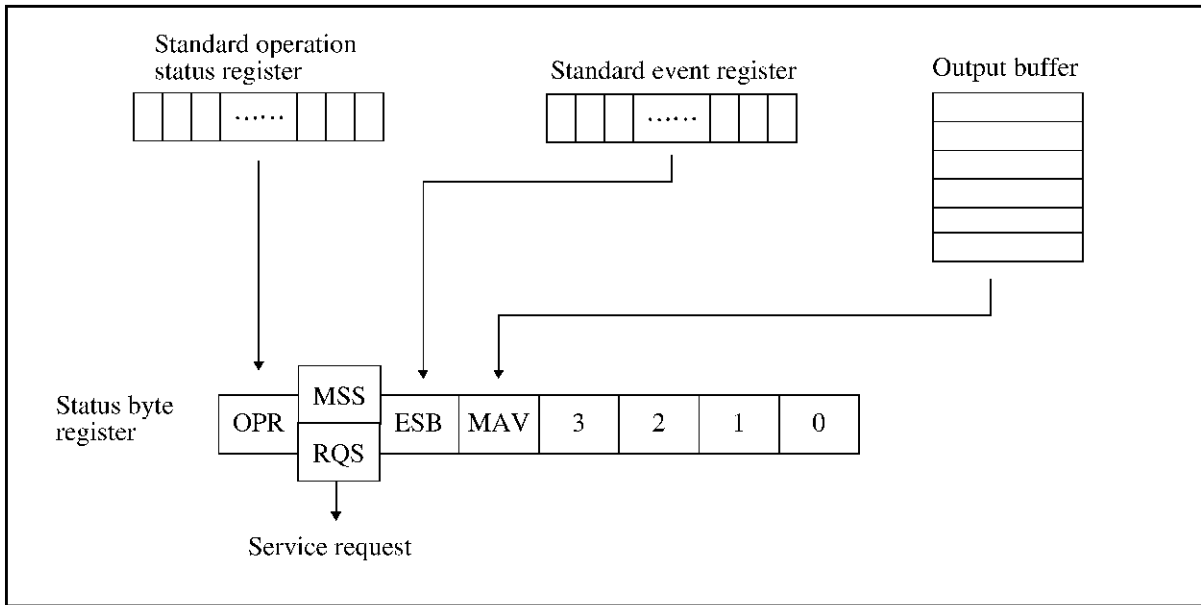 Standard operation
status register
Standard event register
Output buffer
......
......
Status byte
register
OPR
MSS
RQS
ESB
MAV
3
2
1
0
Service request